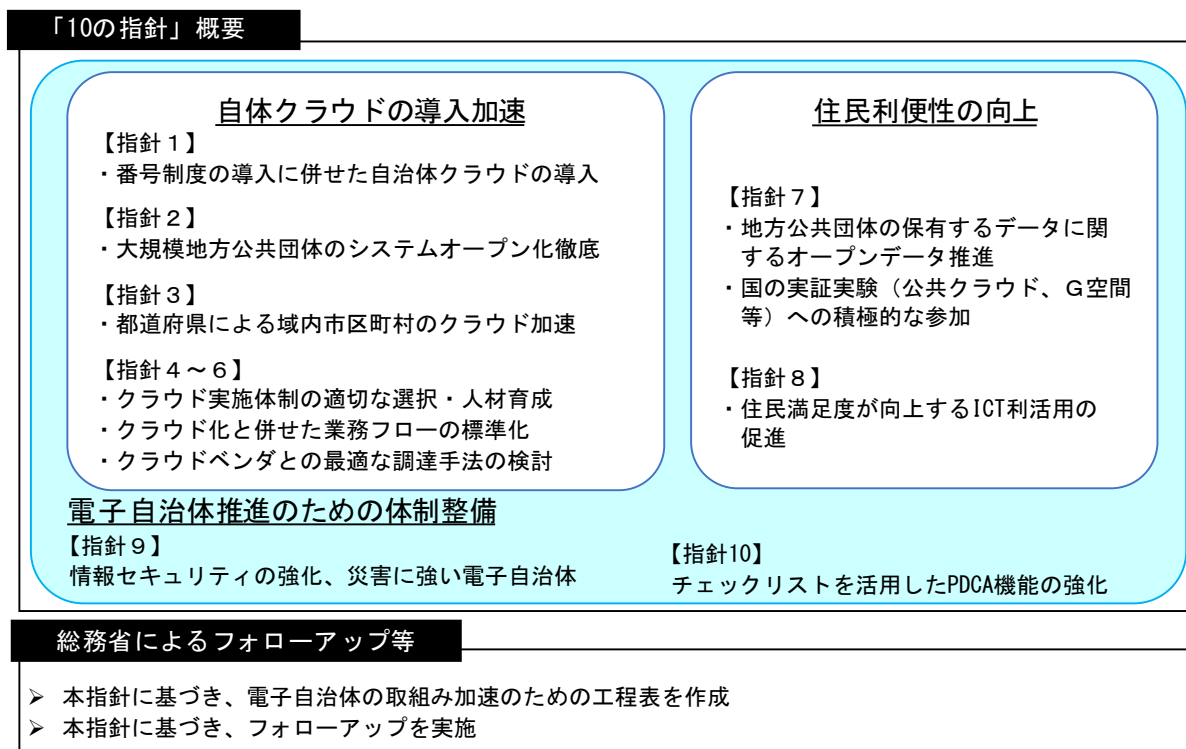 「10の指針」概要
自体クラウドの導入加速
【指針１】
・番号制度の導入に併せた自治体クラウドの導入
【指針２】
・大規模地方公共団体のシステムオープン化徹底
【指針３】
・都道府県による域内市区町村のクラウド加速
【指針４～６】
・クラウド実施体制の適切な選択・人材育成
・クラウド化と併せた業務フローの標準化
・クラウドベンダとの最適な調達手法の検討
住民利便性の向上
【指針７】
・地方公共団体の保有するデータに関
するオープンデータ推進
・国の実証実験（公共クラウド、Ｇ空間
等）への積極的な参加
【指針８】
・住民満足度が向上するICT利活用の
促進
電子自治体推進のための体制整備
【指針９】
情報セキュリティの強化、災害に強い電子自治体
【指針10】
チェックリストを活用したPDCA機能の強化
総務省によるフォローアップ等
➢ 本指針に基づき、電子自治体の取組み加速のための工程表を作成
➢ 本指針に基づき、フォローアップを実施